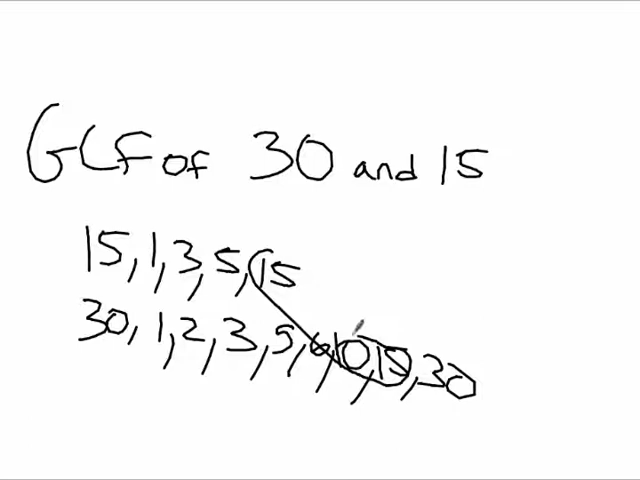 GCF of 30 and 15
15, 1, 3, 5, 15
30, 1, 2, 3, 5, 6, 10, 15, 30